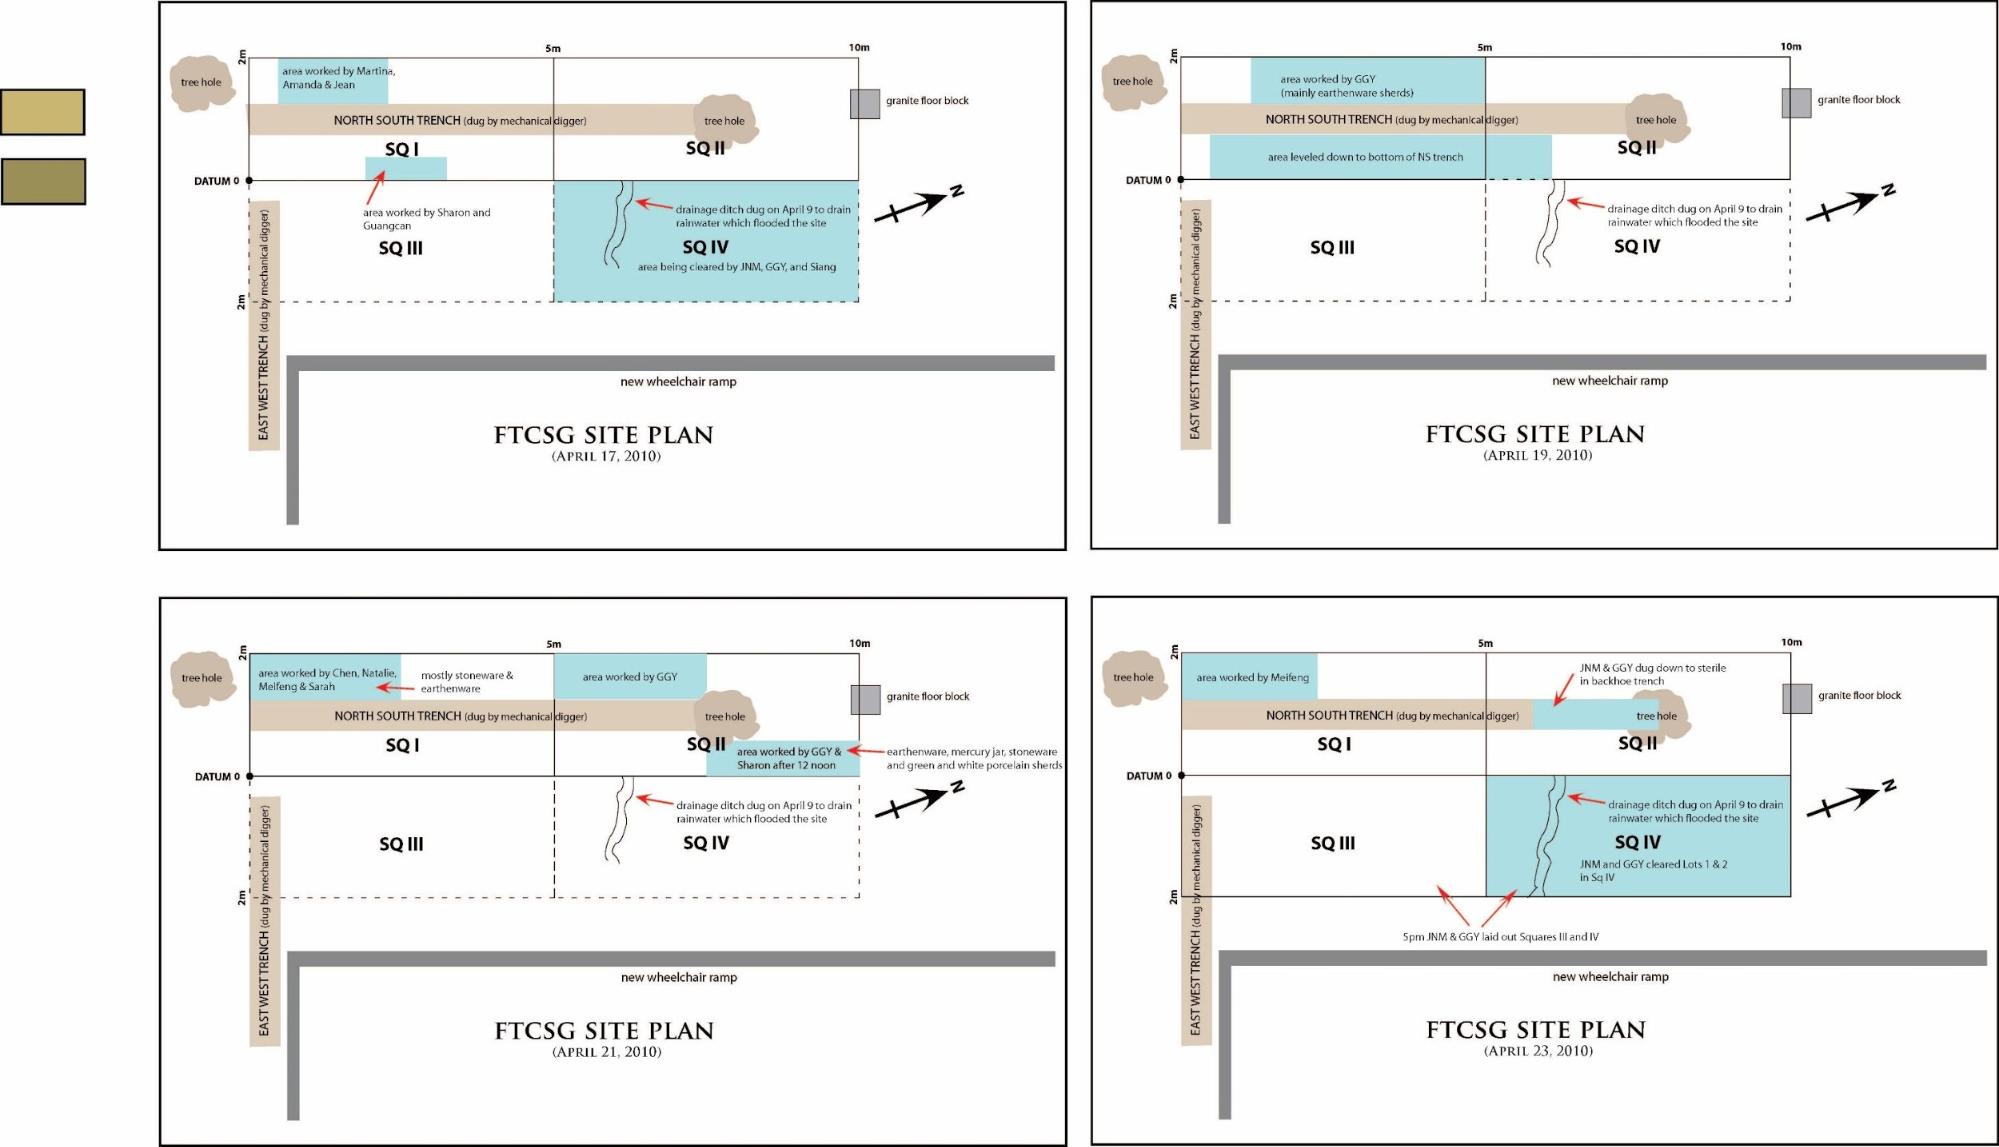 5m
10m
2m
tree hole
area worked by Martina,
Amanda & Jean
granite floor block
NORTH SOUTH TRENCH (dug by mechanical digger)
tree hole
SQ I
SQ II
DATUM 0
N
area worked by Sharon and
Guangcan
drainage ditch dug on April 9 to drain
rainwater which flooded the site
SQ III
SQ IV
area being cleared by JNM, GGY, and Siang
2m
EAST WEST TRENCH (dug by mechanical digger)
new wheelchair ramp
FTCSG SITE PLAN
(APRIL 17, 2010)
5m
10m
2m
tree hole
area worked by GGY
(mainly earthenware sherds)
granite floor block
NORTH SOUTH TRENCH (dug by mechanical digger)
tree hole
SQ II
area leveled down to bottom of NS trench
DATUM 0
N
drainage ditch dug on April 9 to drain
rainwater which flooded the site
SQ III
SQ IV
2m
EAST WEST TRENCH (dug by mechanical digger)
new wheelchair ramp
FTCSG SITE PLAN
(APRIL 19, 2010)
5m
10m
2m
tree hole
area worked by Chen, Natalie,
Meifeng & Sarah
mostly stoneware &
earthenware
area worked by GGY
granite floor block
NORTH SOUTH TRENCH (dug by mechanical digger)
tree hole
SQ I
SQ II
area worked by GGY &
Sharon after 12 noon
earthenware, mercury jar, stoneware
and green and white porcelain sherds
DATUM 0
N
drainage ditch dug on April 9 to drain
rainwater which flooded the site
SQ III
SQ IV
2m
EAST WEST TRENCH (dug by mechanical digger)
new wheelchair ramp
FTCSG SITE PLAN
(APRIL 21, 2010)
5m
10m
2m
tree hole
area worked by Meifeng
JNM & GGY dug down to sterile
in backhoe trench
granite floor block
NORTH SOUTH TRENCH (dug by mechanical digger)
tree hole
SQ I
SQ II
DATUM 0
N
drainage ditch dug on April 9 to drain
rainwater which flooded the site
SQ III
SQ IV
JNM and GGY cleared Lots 1 & 2
in Sq IV
2m
5pm JNM & GGY laid out Squares III and IV
EAST WEST TRENCH (dug by mechanical digger)
new wheelchair ramp
FTCSG SITE PLAN
(APRIL 23, 2010)